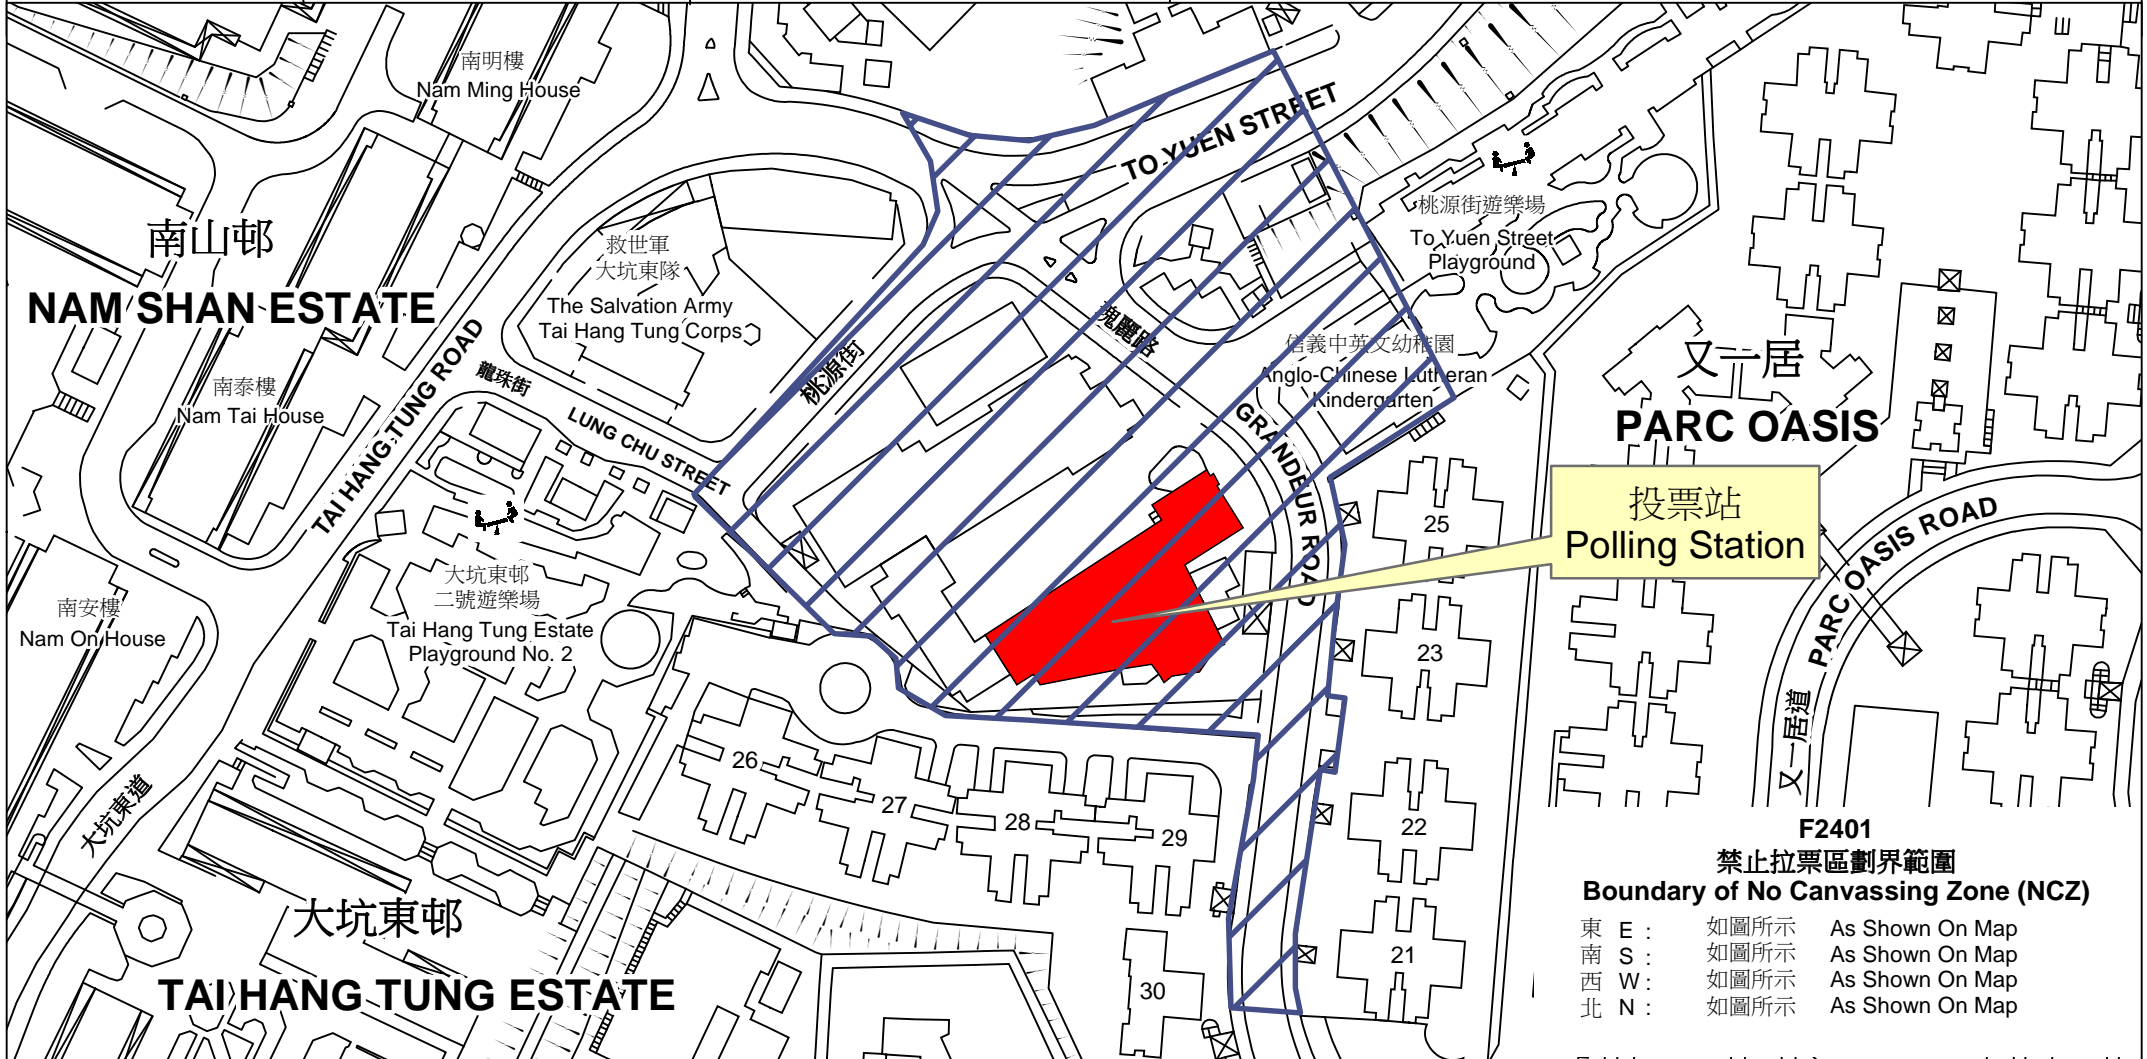 南明樓
Nam Ming House
TO YUEN STREET
桃源街遊樂場
To Yuen Street
Playground
南山邨
NAM SHAN ESTATE
救世軍
大坑東隊
The Salvation Army
Tai Hang Tung Corps
瑰麗路
信義中英文幼稚園
Anglo-Chinese Lutheran
Kindergarten
又一居
PARC OASIS
南泰樓
Nam Tai House
TAI HANG TUNG ROAD
龍珠街
LUNG CHU STREET
桃源街
GRANDEUR ROAD
投票站
Polling Station
25
PARC OASIS ROAD
大坑東邨
二號遊樂場
Tai Hang Tung Estate
Playground No. 2
南安樓
Nam On House
23
又一居道
26
27
28
29
22
大坑東道
大坑東邨
TAI HANG TUNG ESTATE
30
21
F2401
禁止拉票區劃界範圍
Boundary of No Canvassing Zone (NCZ)
東 E : 如圖所示 As Shown On Map
南 S : 如圖所示 As Shown On Map
西 W : 如圖所示 As Shown On Map
北 N : 如圖所示 As Shown On Map